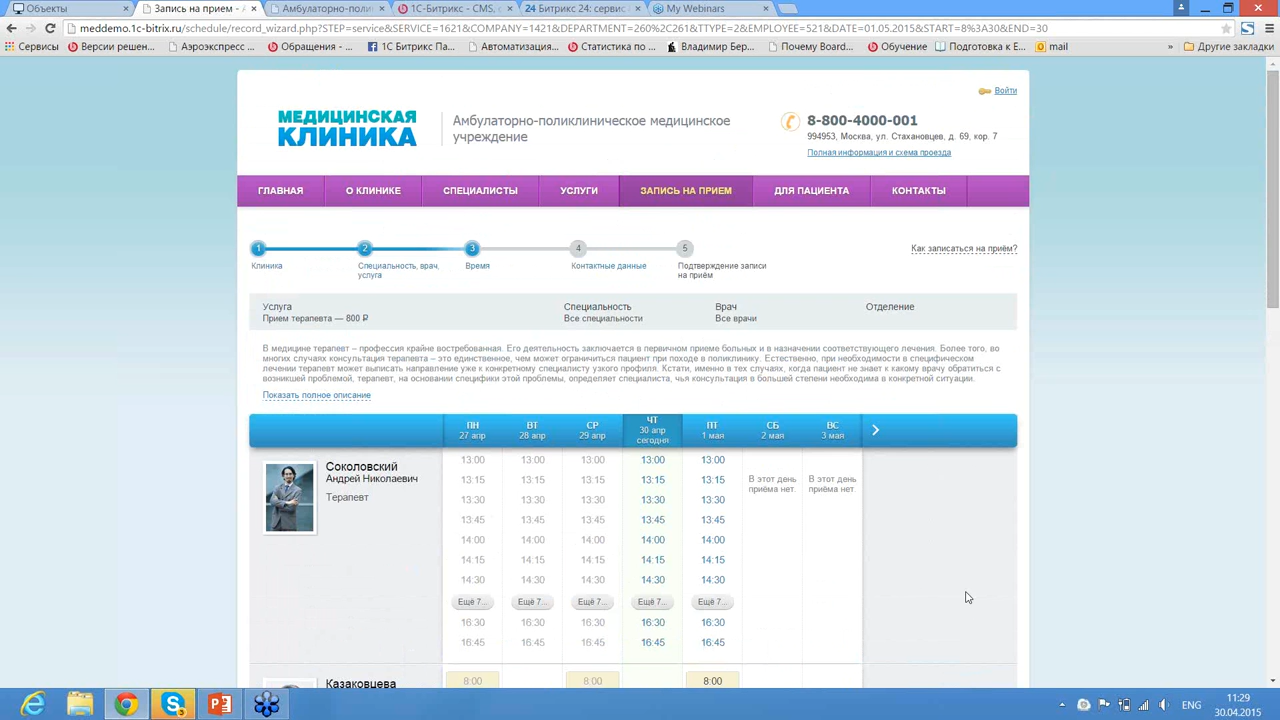 Объекты
Запись на прием - А
Амбулаторно-поли
1С-Битрикс - CMS, с
Битрикс 24: сервис
My Webinars
meddemo.1c-bitrix.ru/schedule/record_wizard.php?STEP=service&SERVICE=1621&COMPANY=1421&DEPARTMENT=260%2C261&TTYPE=2&EMPLOYEE=521&DATE=01.05.2015&START=8%3A30&END=30
Сервисы
Версии решен...
Аэроэкспресс ...
Обращения - ...
1С Битрикс Па...
Автоматизация...
Статистика по ...
Владимир Бер...
Почему Board...
Обучение
Подготовка к Е...
mail
»
Другие закладки
Войти
МЕДИЦИНСКАЯ
КЛИНИКА
Амбулаторно-поликлиническое медицинское
учреждение
8-800-4000-001
994953, Москва, ул. Стахановцев, д. 69, кор. 7
Полная информация и схема проезда
ГЛАВНАЯ О КЛИНИКЕ СПЕЦИАЛИСТЫ УСЛУГИ ЗАПИСЬ НА ПРИЕМ ДЛЯ ПАЦИЕНТА КОНТАКТЫ
1 2 3 4 5
Клиника
Специальность, врач,
услуга
Время
Контактные данные
Подтверждение записи
на приём
Как записаться на приём?
Услуга Специальность Врач Отделение
Прием терапевта — 800 ₽ Все специальности Все врачи
В медицине терапевт – профессия крайне востребованная. Его деятельность заключается в первичном приеме больных и в назначении соответствующего лечения. Более того, во
многих случаях консультация терапевта – это единственное, чем может ограничиться пациент при походе в поликлинику. Естественно, при необходимости в специфическом
лечении терапевт может выписать направление уже к конкретному специалисту узкого профиля. Кстати, именно в тех случаях, когда пациент не знает к какому врачу обратиться с
возникшей проблемой, терапевт, на основании специфики этой проблемы, определяет специалиста, чья консультация в большей степени необходима в конкретной ситуации.
Показать полное описание
ПН ВТ СР ЧТ ПТ СБ ВС
27 апр 28 апр 29 апр 30 апр 1 мая 2 мая 3 мая
сегодня
Соколовский
Андрей Николаевич
Терапевт
13:00 13:00 13:00 13:00 13:00
13:15 13:15 13:15 13:15 13:15
В этот день
приёма нет.
В этот день
приёма нет.
13:30 13:30 13:30 13:30 13:30
13:45 13:45 13:45 13:45 13:45
14:00 14:00 14:00 14:00 14:00
14:15 14:15 14:15 14:15 14:15
14:30 14:30 14:30 14:30 14:30
Ещё 7... Ещё 7... Ещё 7... Ещё 7... Ещё 7...
16:30 16:30 16:30 16:30 16:30
16:45 16:45 16:45 16:45 16:45
Казаковцева
8:00 8:00 8:00
ENG
11:29
30.04.2015